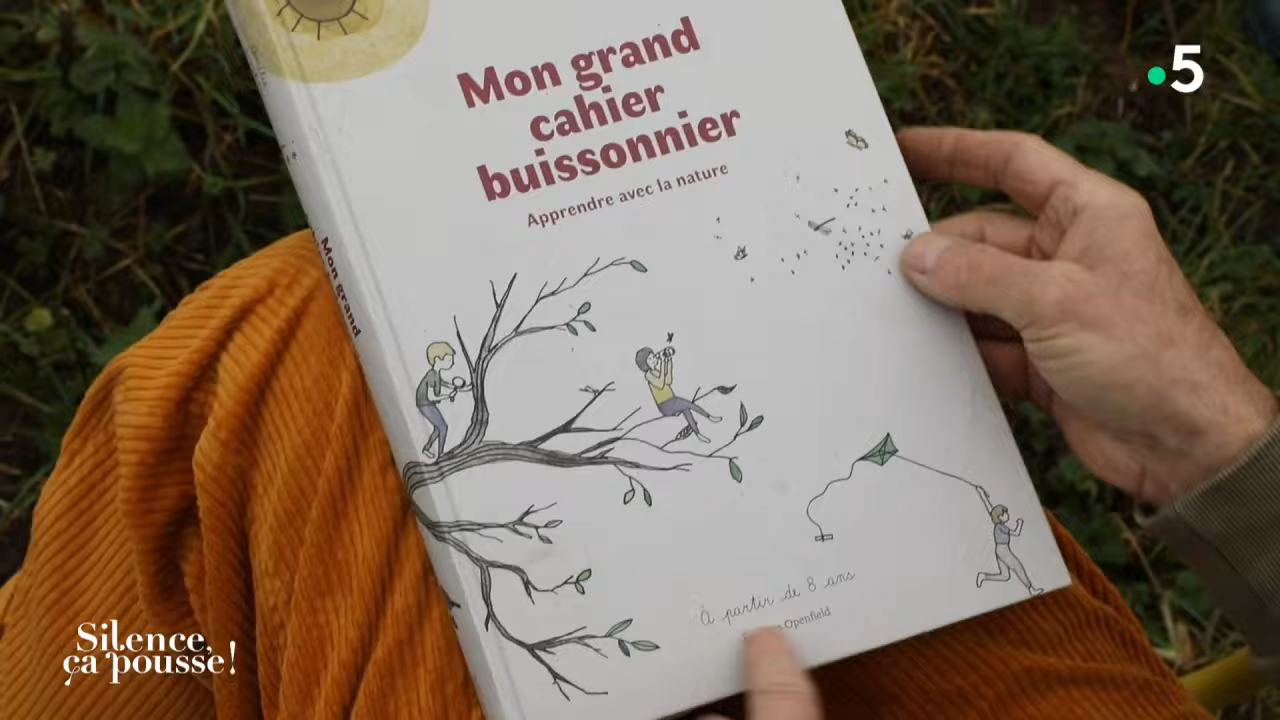 Mon grand
cahier
buissonnier
Apprendre avec la nature
5
Mon grand
À partir de 8 ans
Openfield
Silence,
ça pousse!